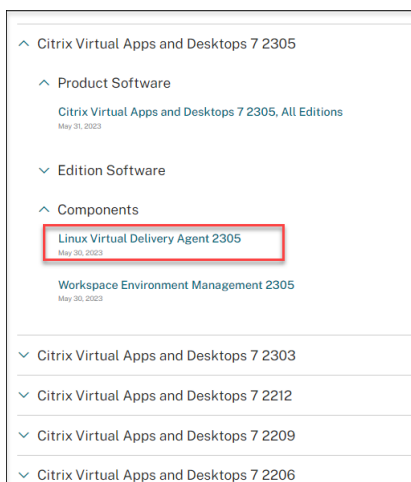 Citrix Virtual Apps and Desktops 7 2305
Product Software
Citrix Virtual Apps and Desktops 7 2305, All Editions
May 31, 2023
Edition Software
Components
Linux Virtual Delivery Agent 2305
May 30, 2023
Workspace Environment Management 2305
May 30, 2023
Citrix Virtual Apps and Desktops 7 2303
Citrix Virtual Apps and Desktops 7 2212
Citrix Virtual Apps and Desktops 7 2209
Citrix Virtual Apps and Desktops 7 2206